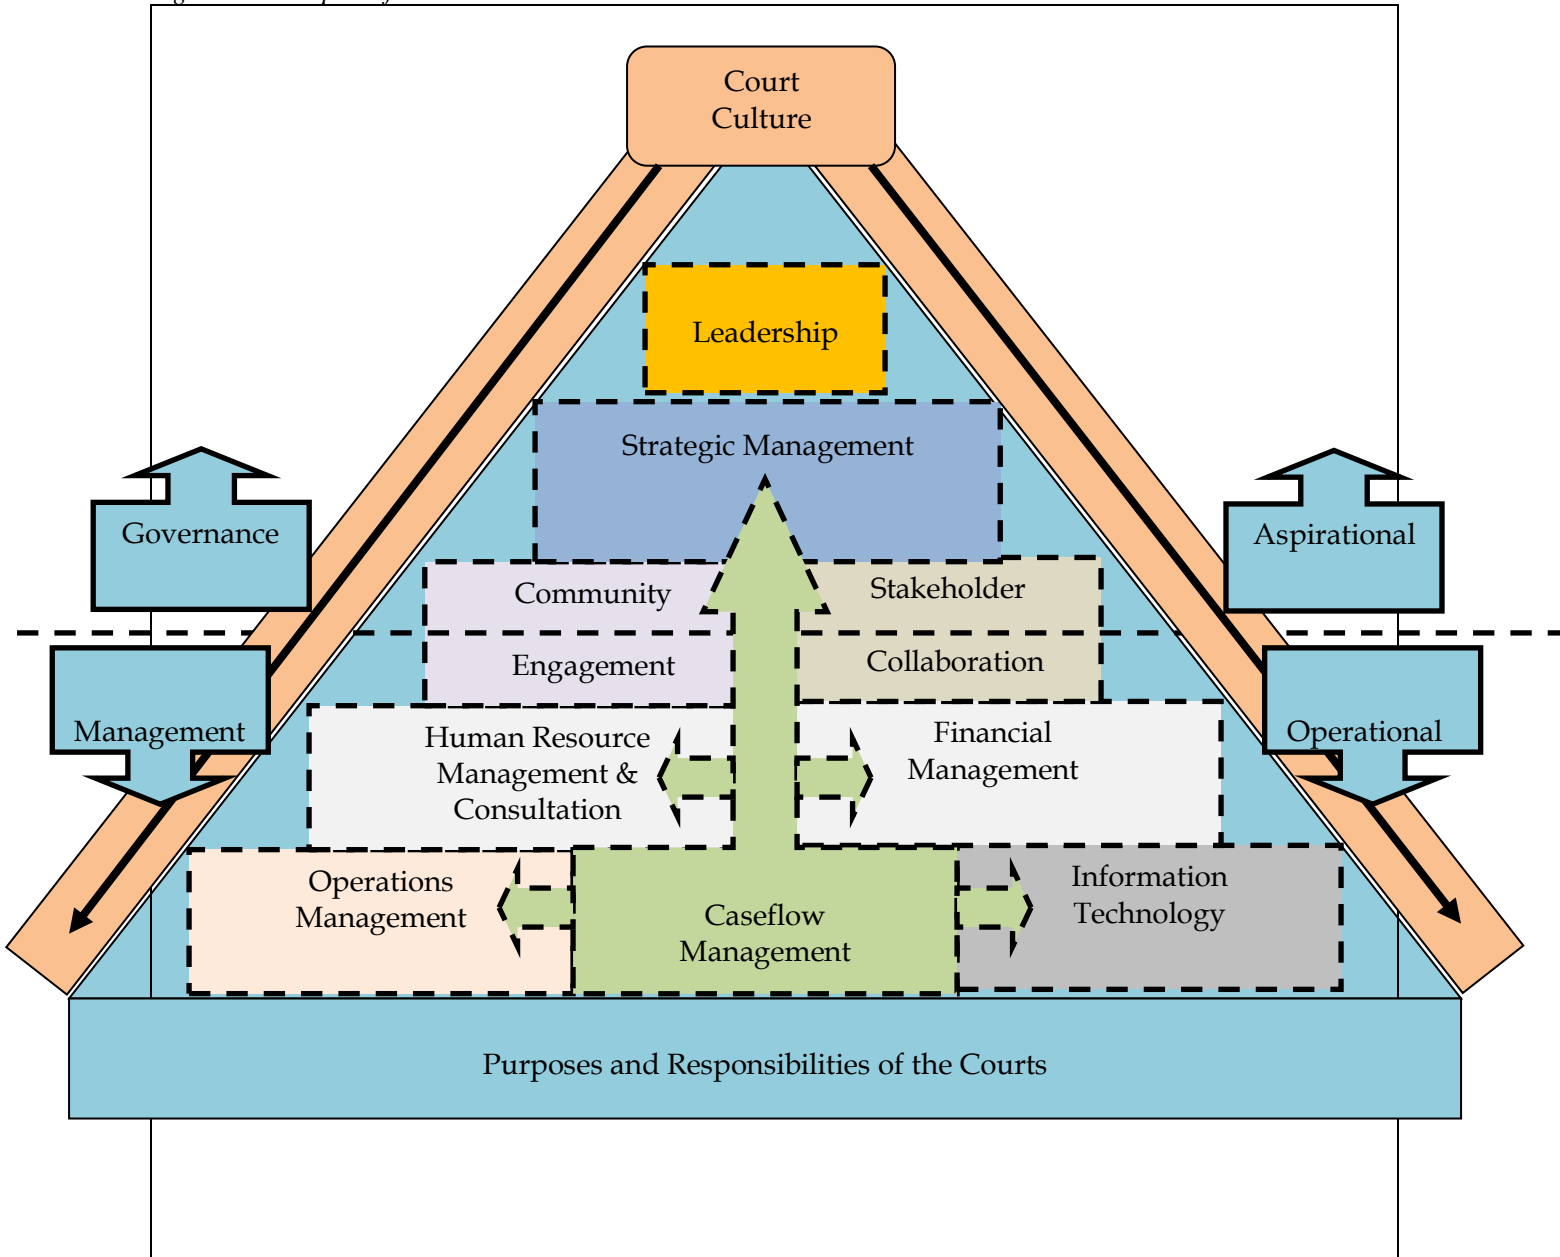 Court
Culture
Leadership
Strategic Management
Governance
Aspirational
Community
Stakeholder
Engagement
Collaboration
Management
Operational
Human Resource
Management &
Consultation
Financial
Management
Operations
Management
Caseflow
Management
Information
Technology
Purposes and Responsibilities of the Courts